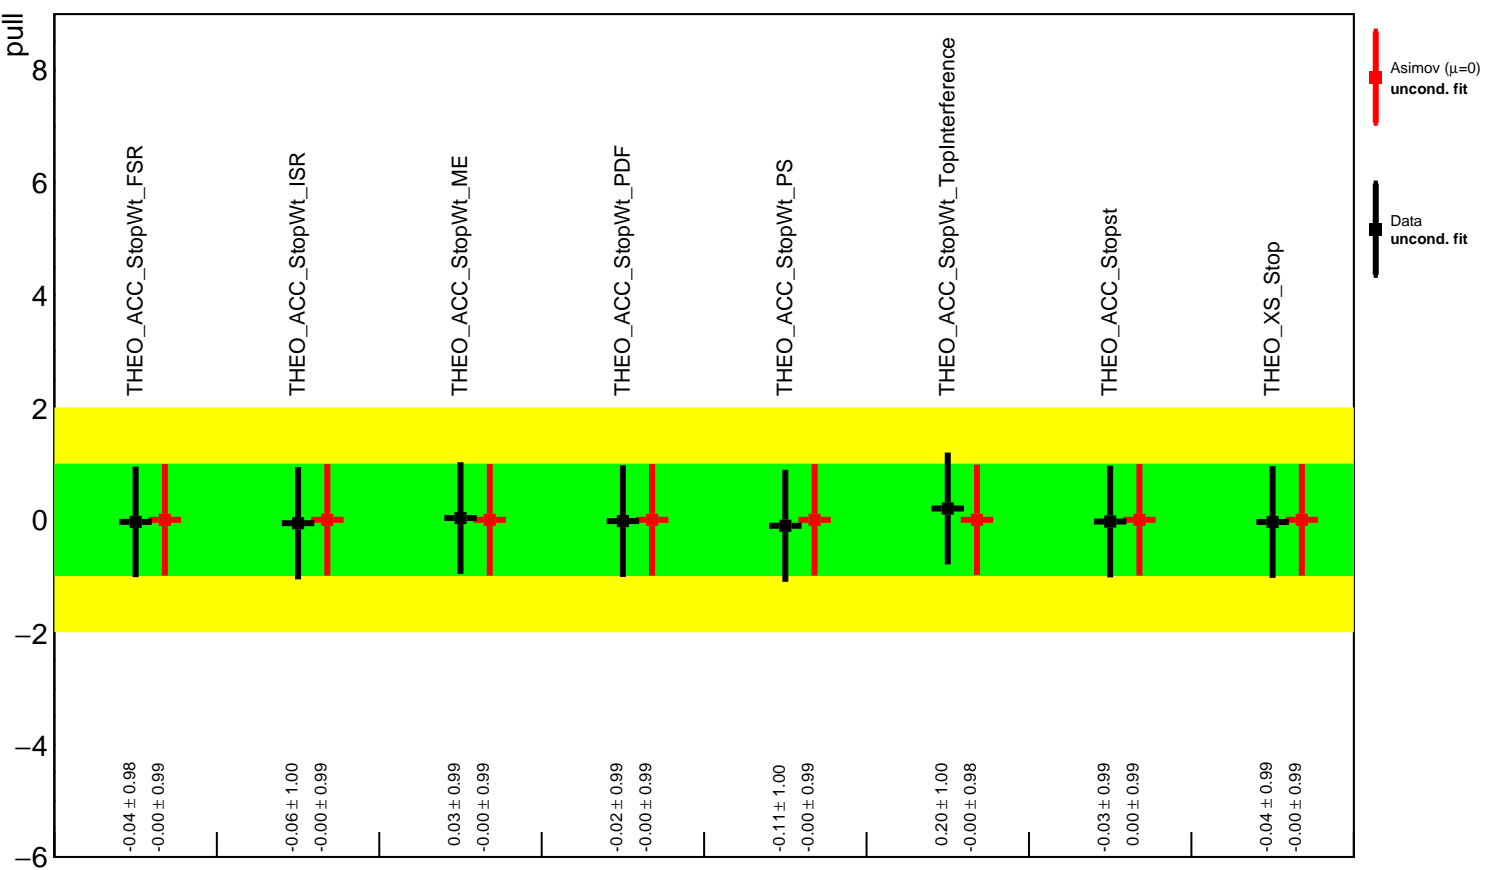 pull
8
6
4
2
0
−2
−4
−6
THEO_ACC_StopWt_FSR
THEO_ACC_StopWt_ISR
THEO_ACC_StopWt_ME
THEO_ACC_StopWt_PDF
THEO_ACC_StopWt_PS
THEO_ACC_StopWt_TopInterference
THEO_ACC_Stopst
THEO_XS_Stop
-0.04 ± 0.98
-0.00 ± 0.99
-0.06 ± 1.00
-0.00 ± 0.99
0.03 ± 0.99
-0.00 ± 0.99
-0.02 ± 0.99
-0.00 ± 0.99
-0.11 ± 1.00
-0.00 ± 0.99
0.20 ± 1.00
-0.00 ± 0.98
-0.03 ± 0.99
0.00 ± 0.99
-0.04 ± 0.99
-0.00 ± 0.99
Asimov (μ=0)
uncond. fit
Data
uncond. fit